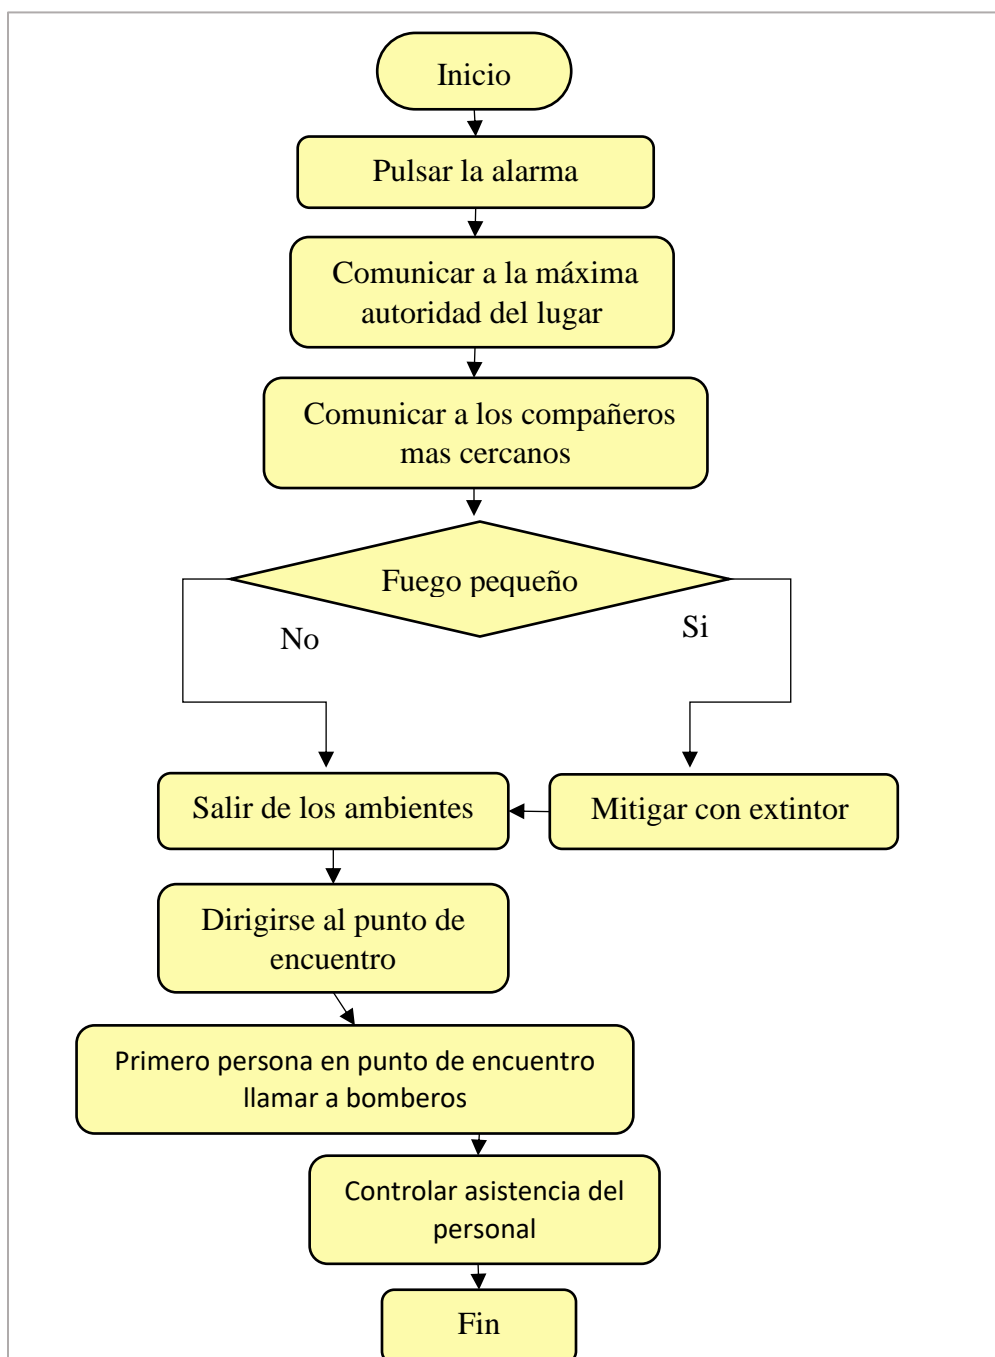 Inicio
Pulsar la alarma
Comunicar a la máxima
autoridad del lugar
Comunicar a los compañeros
mas cercanos
Fuego pequeño
No
Si
Salir de los ambientes
Mitigar con extintor
Dirigirse al punto de
encuentro
Primero persona en punto de encuentro
llamar a bomberos
Controlar asistencia del
personal
Fin